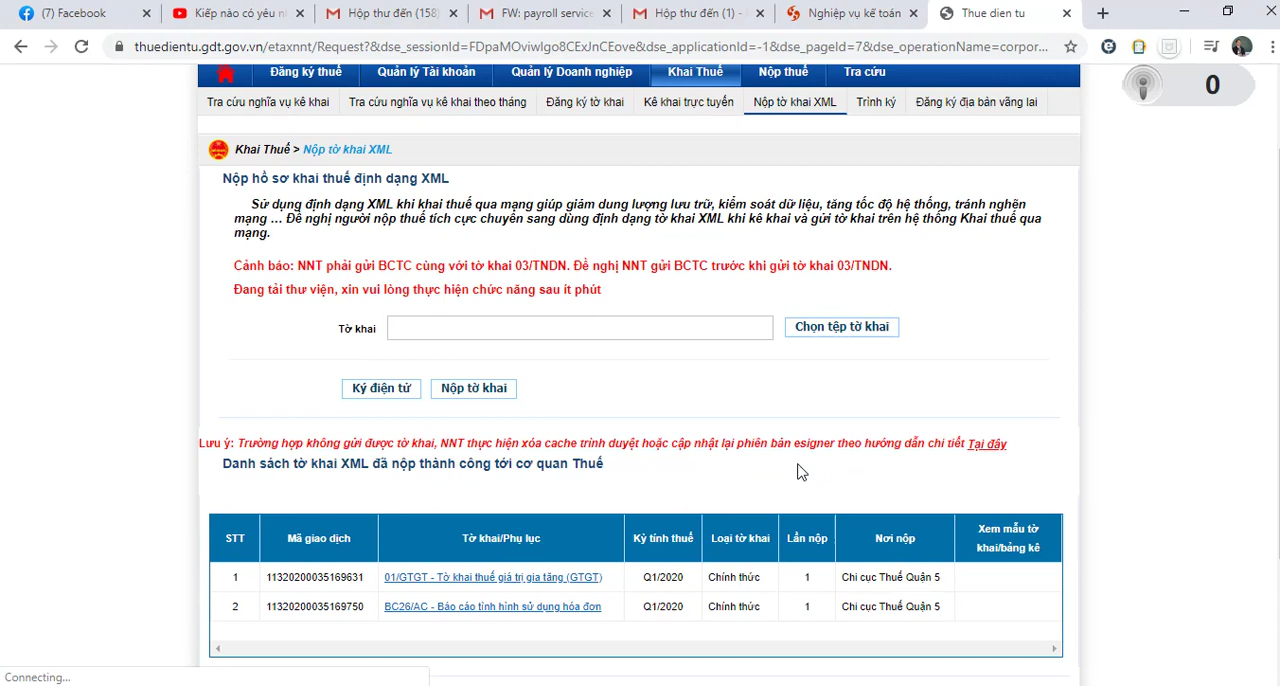 (7) Facebook
Kiếp nào có yêu n
Hộp thư đến (158)
FW: payroll service
Hộp thư đến (1) -
Nghiệp vụ kế toán
Thue dien tu
thuedientu.gdt.gov.vn/etaxnnt/Request?&dse_sessionId=FDpaMOviwIgo8CExJnCEove&dse_applicationId=-1&dse_pageId=7&dse_operationName=corpor...
Đăng ký thuế Quản lý Tài khoản Quản lý Doanh nghiệp Khai Thuế Nộp thuế Tra cứu
0
Tra cứu nghĩa vụ kê khai Tra cứu nghĩa vụ kê khai theo tháng Đăng ký tờ khai Kê khai trực tuyến Nộp tờ khai XML Trình ký Đăng ký địa bàn vãng lai
Khai Thuế > Nộp tờ khai XML
Nộp hồ sơ khai thuế định dạng XML
Sử dụng định dạng XML khi khai thuế qua mạng giúp giảm dung lượng lưu trữ, kiểm soát dữ liệu, tăng tốc độ hệ thống, tránh nghẽn
mạng ... Đề nghị người nộp thuế tích cực chuyển sang dùng định dạng tờ khai XML khi kê khai và gửi tờ khai trên hệ thống Khai thuế qua
mạng.
Cảnh báo: NNT phải gửi BCTC cùng với tờ khai 03/TNDN. Đề nghị NNT gửi BCTC trước khi gửi tờ khai 03/TNDN.
Đang tải thư viện, xin vui lòng thực hiện chức năng sau ít phút
Tờ khai
Chọn tệp tờ khai
Ký điện tử
Nộp tờ khai
Lưu ý: Trường hợp không gửi được tờ khai, NNT thực hiện xóa cache trình duyệt hoặc cập nhật lại phiên bản esigner theo hướng dẫn chi tiết Tại đây
Danh sách tờ khai XML đã nộp thành công tới cơ quan Thuế
STT Mã giao dịch Tờ khai/Phụ lục Kỳ tính thuế Loại tờ khai Lần nộp Nơi nộp Xem mẫu tờ
khai/bảng kê
1 11320200035169631 01/GTGT - Tờ khai thuế giá trị gia tăng (GTGT) Q1/2020 Chính thức 1 Chi cục Thuế Quận 5
2 11320200035169750 BC26/AC - Báo cáo tình hình sử dụng hóa đơn Q1/2020 Chính thức 1 Chi cục Thuế Quận 5
Connecting...